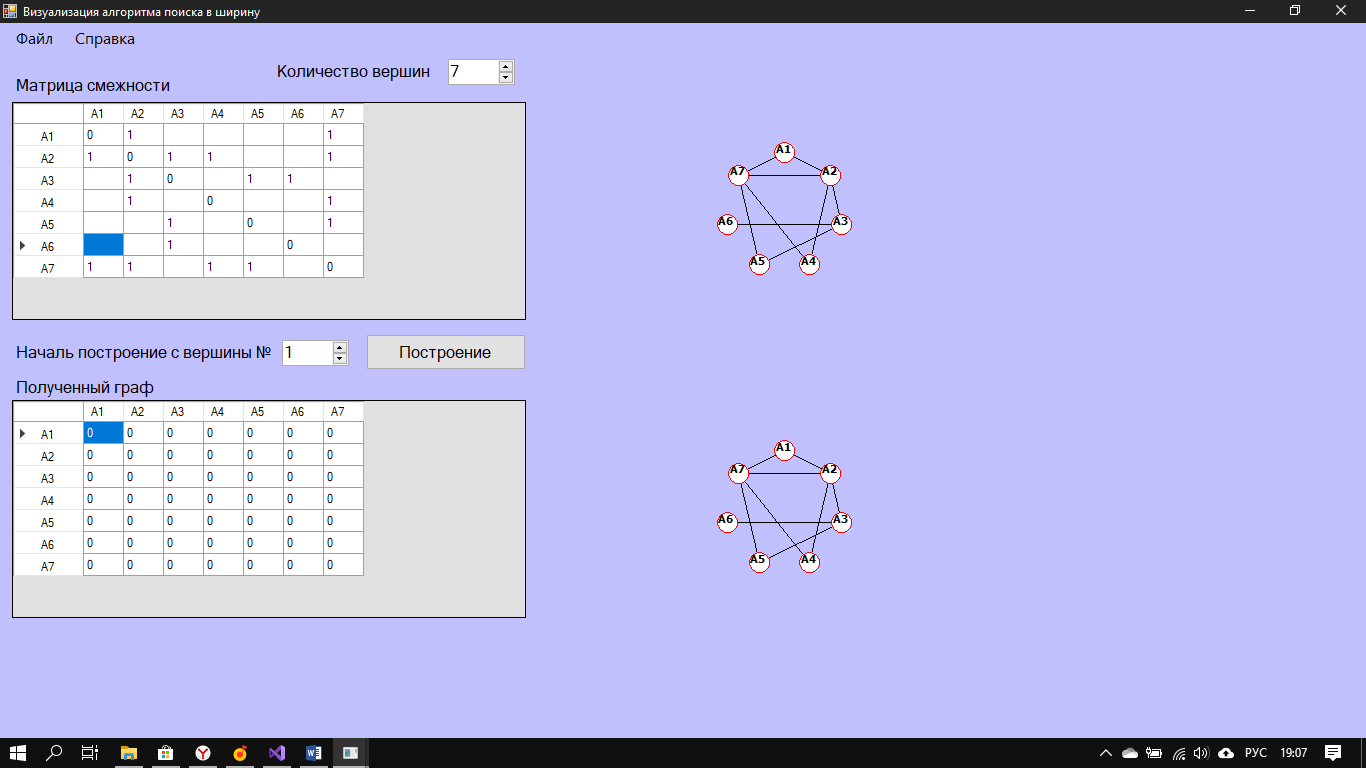 Визуализация алгоритма поиска в ширину
Файл Справка
Количество вершин 7
Матрица смежности
A1 A2 A3 A4 A5 A6 A7
A1 0 1 1
A2 1 0 1 1 1
A3 1 0 1 1
A4 1 0 1
A5 1 0 1
A6 1 0
A7 1 1 1 1 0
A1
A7 A2
A6 A3
A5 A4
Началь построение с вершины № 1 Построение
Полученный граф
A1 A2 A3 A4 A5 A6 A7
A1 0 0 0 0 0 0 0
A2 0 0 0 0 0 0 0
A3 0 0 0 0 0 0 0
A4 0 0 0 0 0 0 0
A5 0 0 0 0 0 0 0
A6 0 0 0 0 0 0 0
A7 0 0 0 0 0 0 0
A1
A7 A2
A6 A3
A5 A4
РУС 19:07